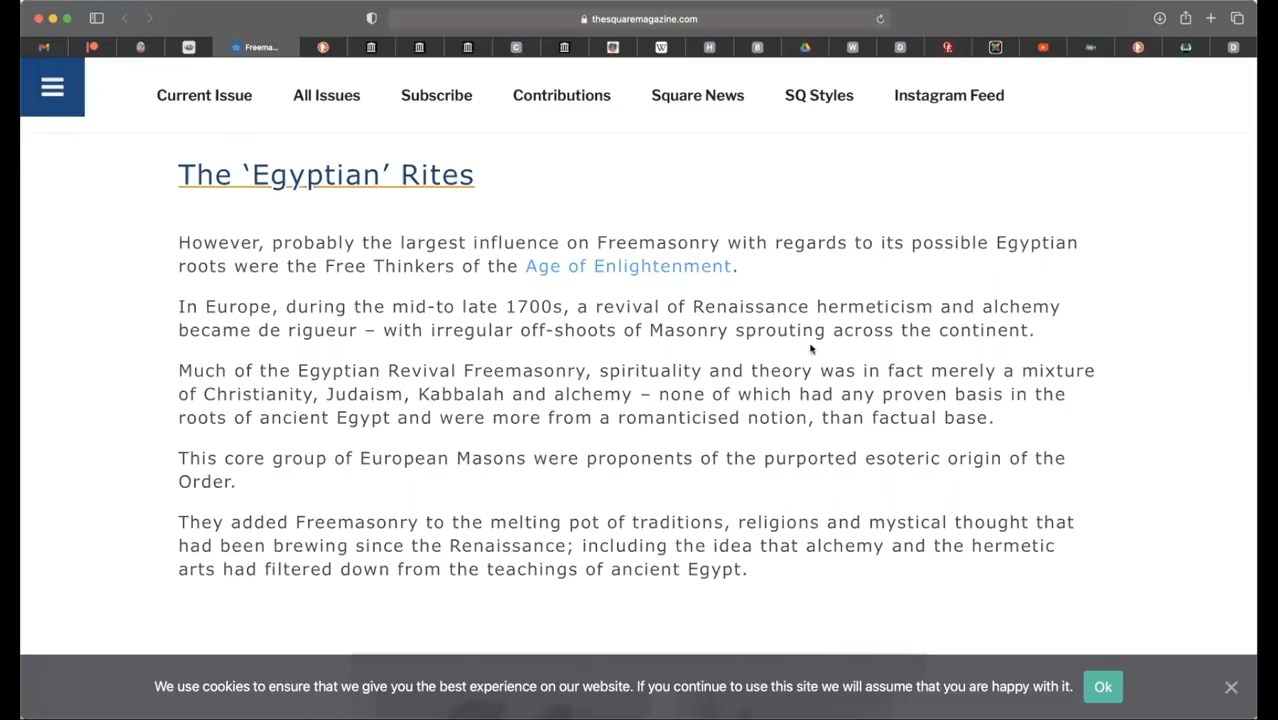 thesquaremagazine.com
Freema...
Current Issue All Issues Subscribe Contributions Square News SQ Styles Instagram Feed
The ‘Egyptian’ Rites
However, probably the largest influence on Freemasonry with regards to its possible Egyptian
roots were the Free Thinkers of the Age of Enlightenment.
In Europe, during the mid-to late 1700s, a revival of Renaissance hermeticism and alchemy
became de rigueur – with irregular off-shoots of Masonry sprouting across the continent.
Much of the Egyptian Revival Freemasonry, spirituality and theory was in fact merely a mixture
of Christianity, Judaism, Kabbalah and alchemy – none of which had any proven basis in the
roots of ancient Egypt and were more from a romanticised notion, than factual base.
This core group of European Masons were proponents of the purported esoteric origin of the
Order.
They added Freemasonry to the melting pot of traditions, religions and mystical thought that
had been brewing since the Renaissance; including the idea that alchemy and the hermetic
arts had filtered down from the teachings of ancient Egypt.
We use cookies to ensure that we give you the best experience on our website. If you continue to use this site we will assume that you are happy with it. Ok